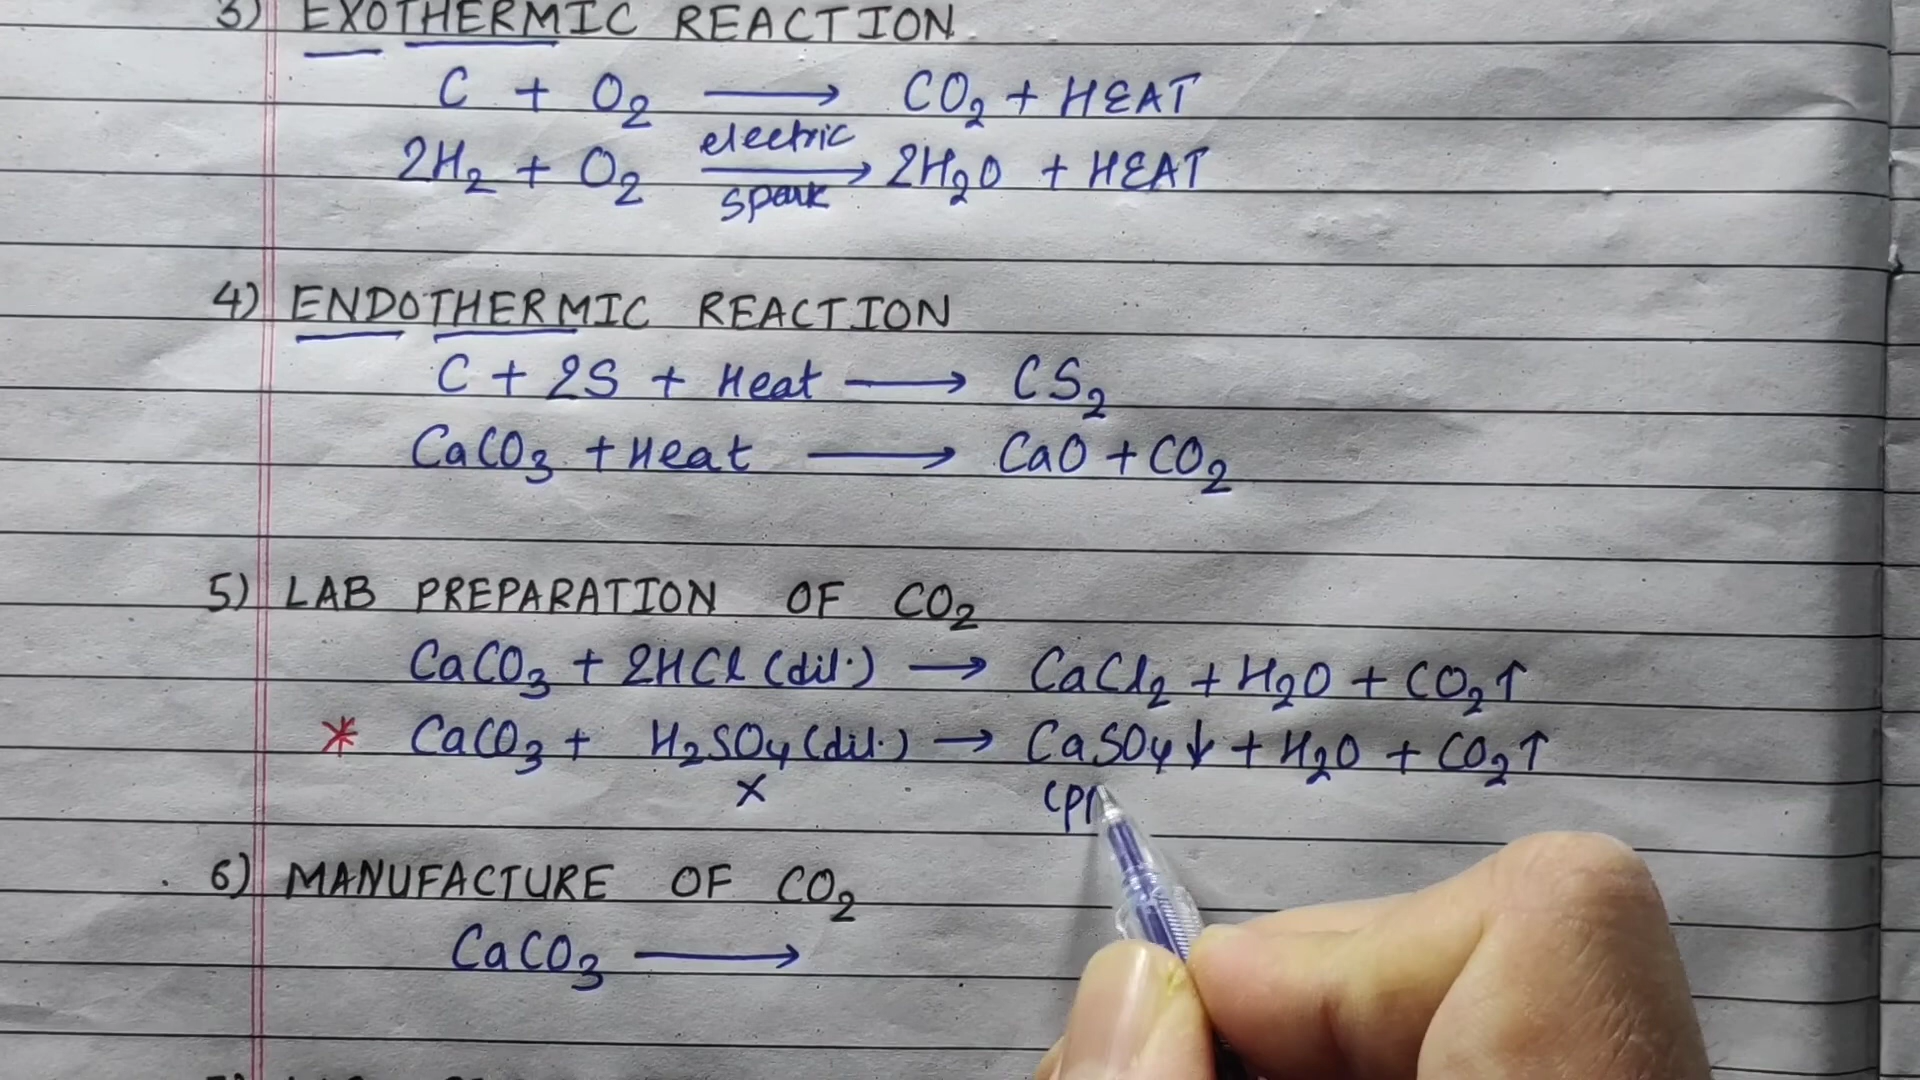 3) EXOTHERMIC REACTION
C + O₂ ⟶ CO₂ + HEAT
electric
2H₂ + O₂ ⟶ 2H₂O + HEAT
spark
4) ENDOTHERMIC REACTION
C + 2S + Heat ⟶ CS₂
CaCO₃ + Heat ⟶ CaO + CO₂
5) LAB PREPARATION OF CO₂
CaCO₃ + 2HCl (dil.) → CaCl₂ + H₂O + CO₂↑
* CaCO₃ + H₂SO₄ (dil.) → CaSO₄↓ + H₂O + CO₂↑
x
6) MANUFACTURE OF CO₂
CaCO₃ ⟶